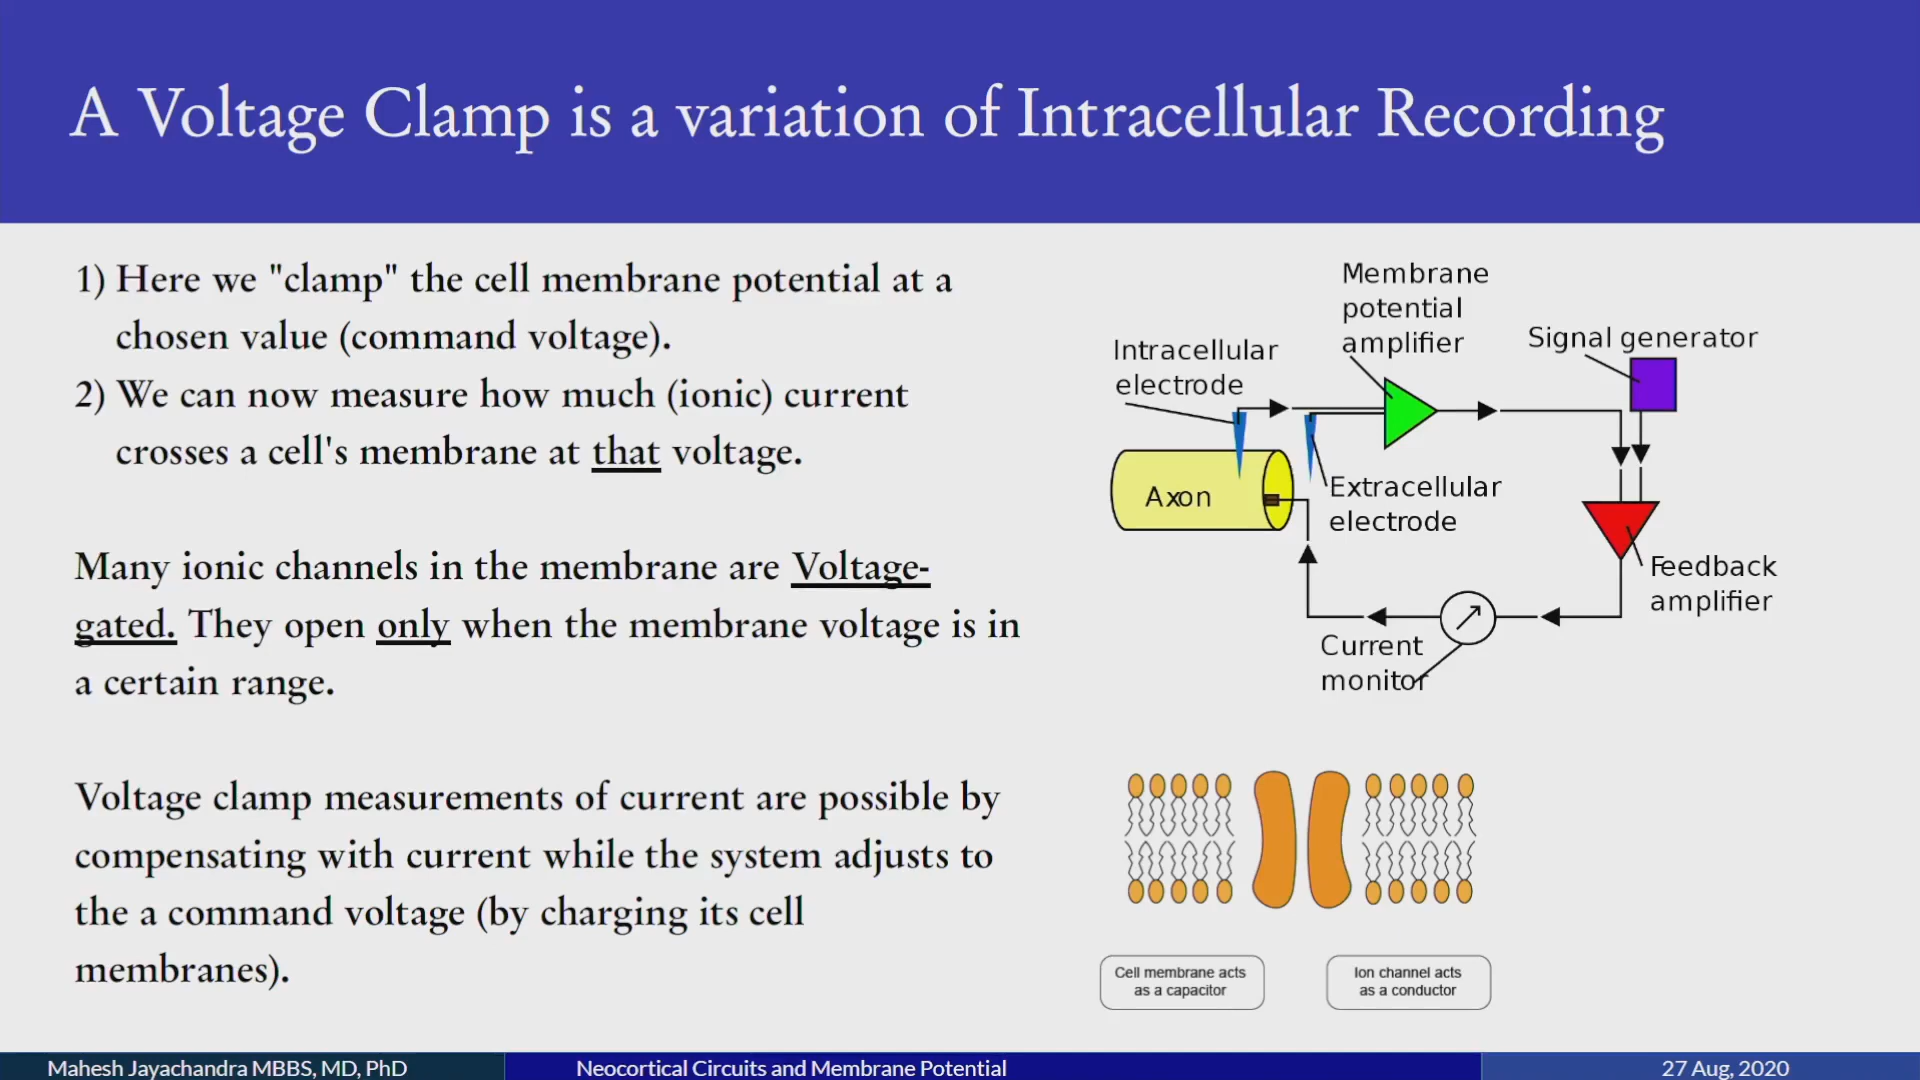 A Voltage Clamp is a variation of Intracellular Recording
1) Here we "clamp" the cell membrane potential at a
chosen value (command voltage).
2) We can now measure how much (ionic) current
crosses a cell's membrane at that voltage.
Many ionic channels in the membrane are Voltage-
gated. They open only when the membrane voltage is in
a certain range.
Voltage clamp measurements of current are possible by
compensating with current while the system adjusts to
the a command voltage (by charging its cell
membranes).
Membrane
potential
amplifier
Signal generator
Intracellular
electrode
Axon
Extracellular
electrode
Feedback
amplifier
Current
monitor
Cell membrane acts
as a capacitor
Ion channel acts
as a conductor
Mahesh Jayachandra MBBS, MD, PhD
Neocortical Circuits and Membrane Potential
27 Aug, 2020